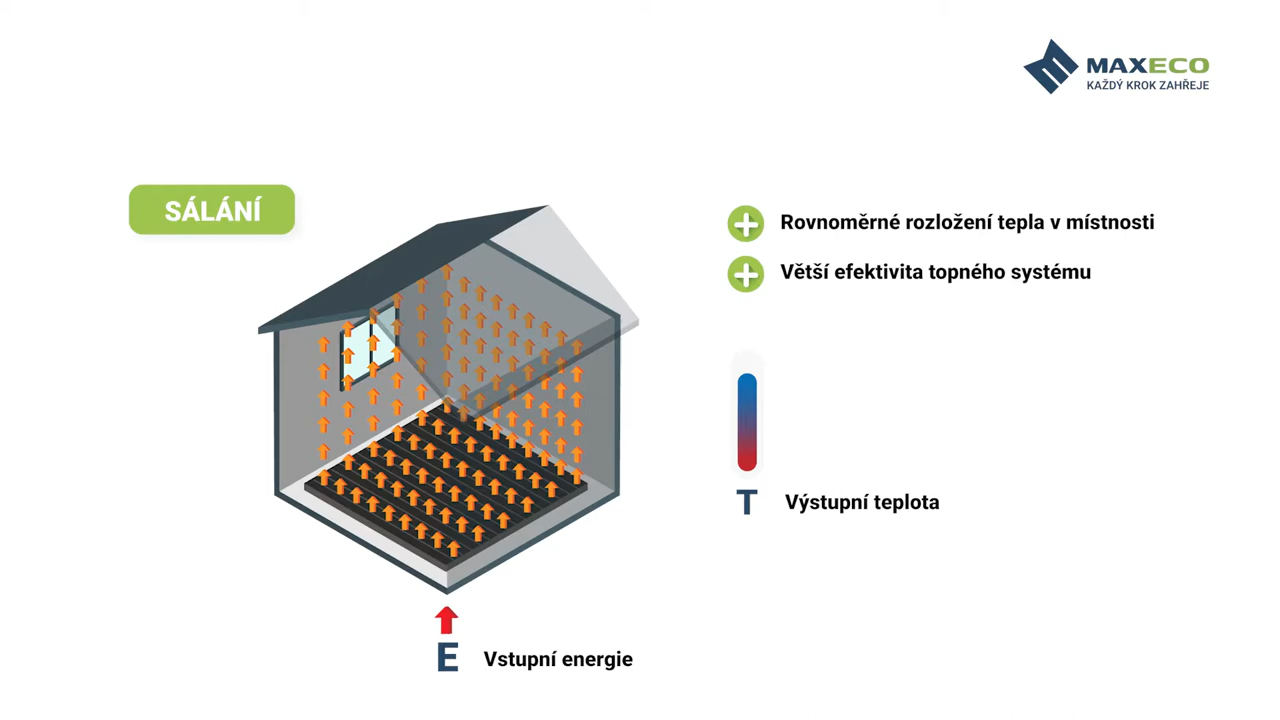 MAXECO
KAŽDÝ KROK ZAHŘEJE
SÁLÁNÍ
Rovnoměrné rozložení tepla v místnosti
Větší efektivita topného systému
T Výstupní teplota
E Vstupní energie